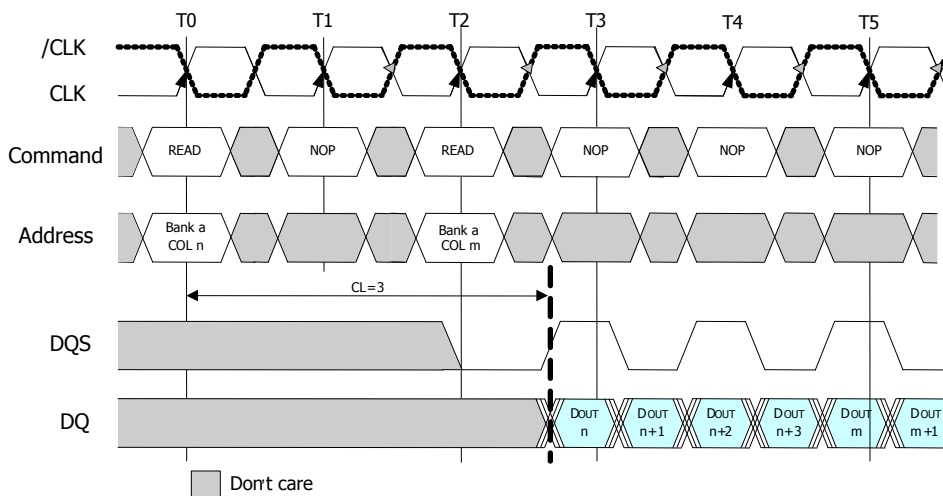 T0 T1 T2 T3 T4 T5
/CLK
CLK
Command READ NOP READ NOP NOP NOP
Address Bank a COL n Bank a COL m
CL=3
DQS
DQ DOUT n DOUT n+1 DOUT n+2 DOUT n+3 DOUT m DOUT m+1
Don't care